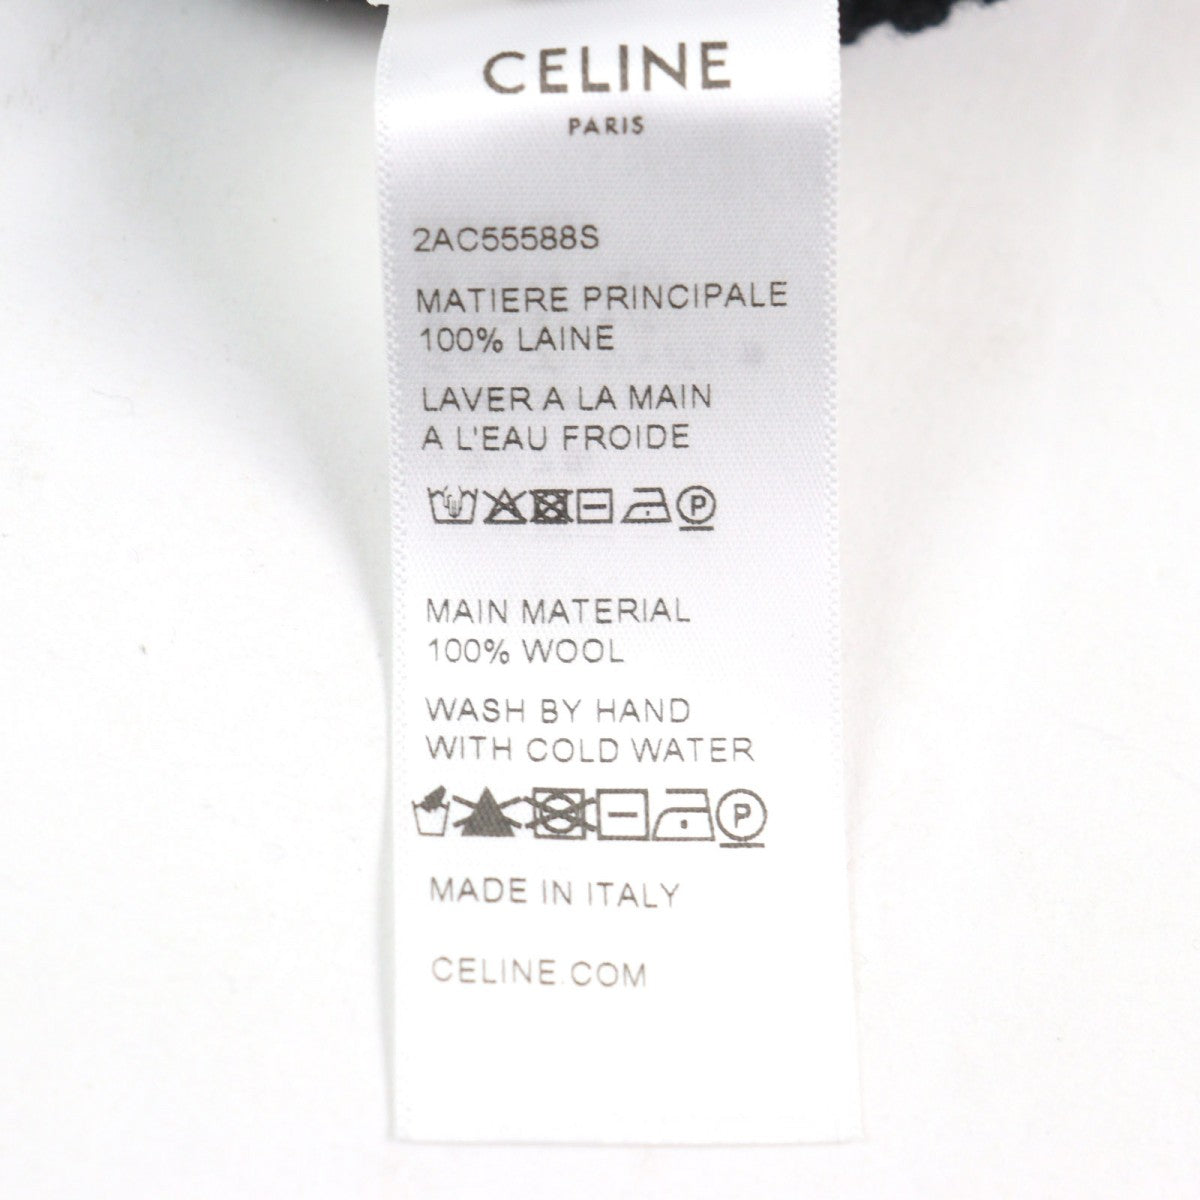 CELINE
PARIS
2AC55588S
MATIERE PRINCIPALE
100% LAINE
LAVER A LA MAIN
A L'EAU FROIDE
P
MAIN MATERIAL
100% WOOL
WASH BY HAND
WITH COLD WATER
P
MADE IN ITALY
CELINE.COM